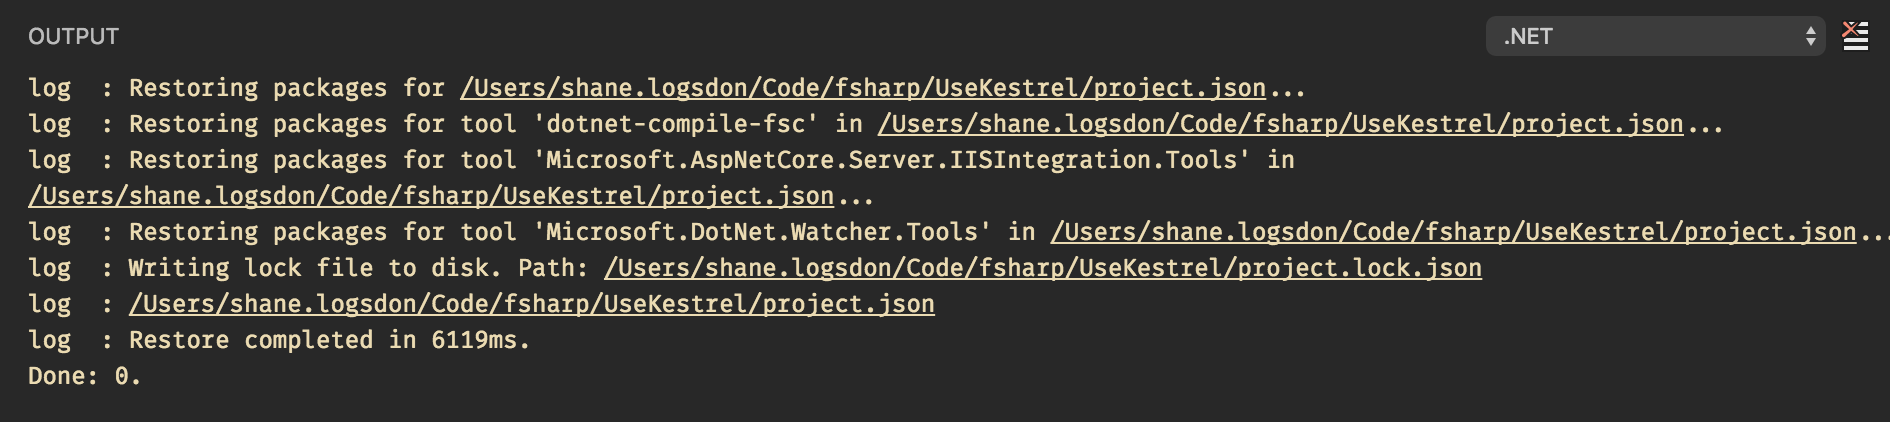 OUTPUT
.NET
log  : Restoring packages for /Users/shane.logsdon/Code/fsharp/UseKestrel/project.json...
log  : Restoring packages for tool 'dotnet-compile-fsc' in /Users/shane.logsdon/Code/fsharp/UseKestrel/project.json...
log  : Restoring packages for tool 'Microsoft.AspNetCore.Server.IISIntegration.Tools' in
/Users/shane.logsdon/Code/fsharp/UseKestrel/project.json...
log  : Restoring packages for tool 'Microsoft.DotNet.Watcher.Tools' in /Users/shane.logsdon/Code/fsharp/UseKestrel/project.json...
log  : Writing lock file to disk. Path: /Users/shane.logsdon/Code/fsharp/UseKestrel/project.lock.json
log  : /Users/shane.logsdon/Code/fsharp/UseKestrel/project.json
log  : Restore completed in 6119ms.
Done: 0.